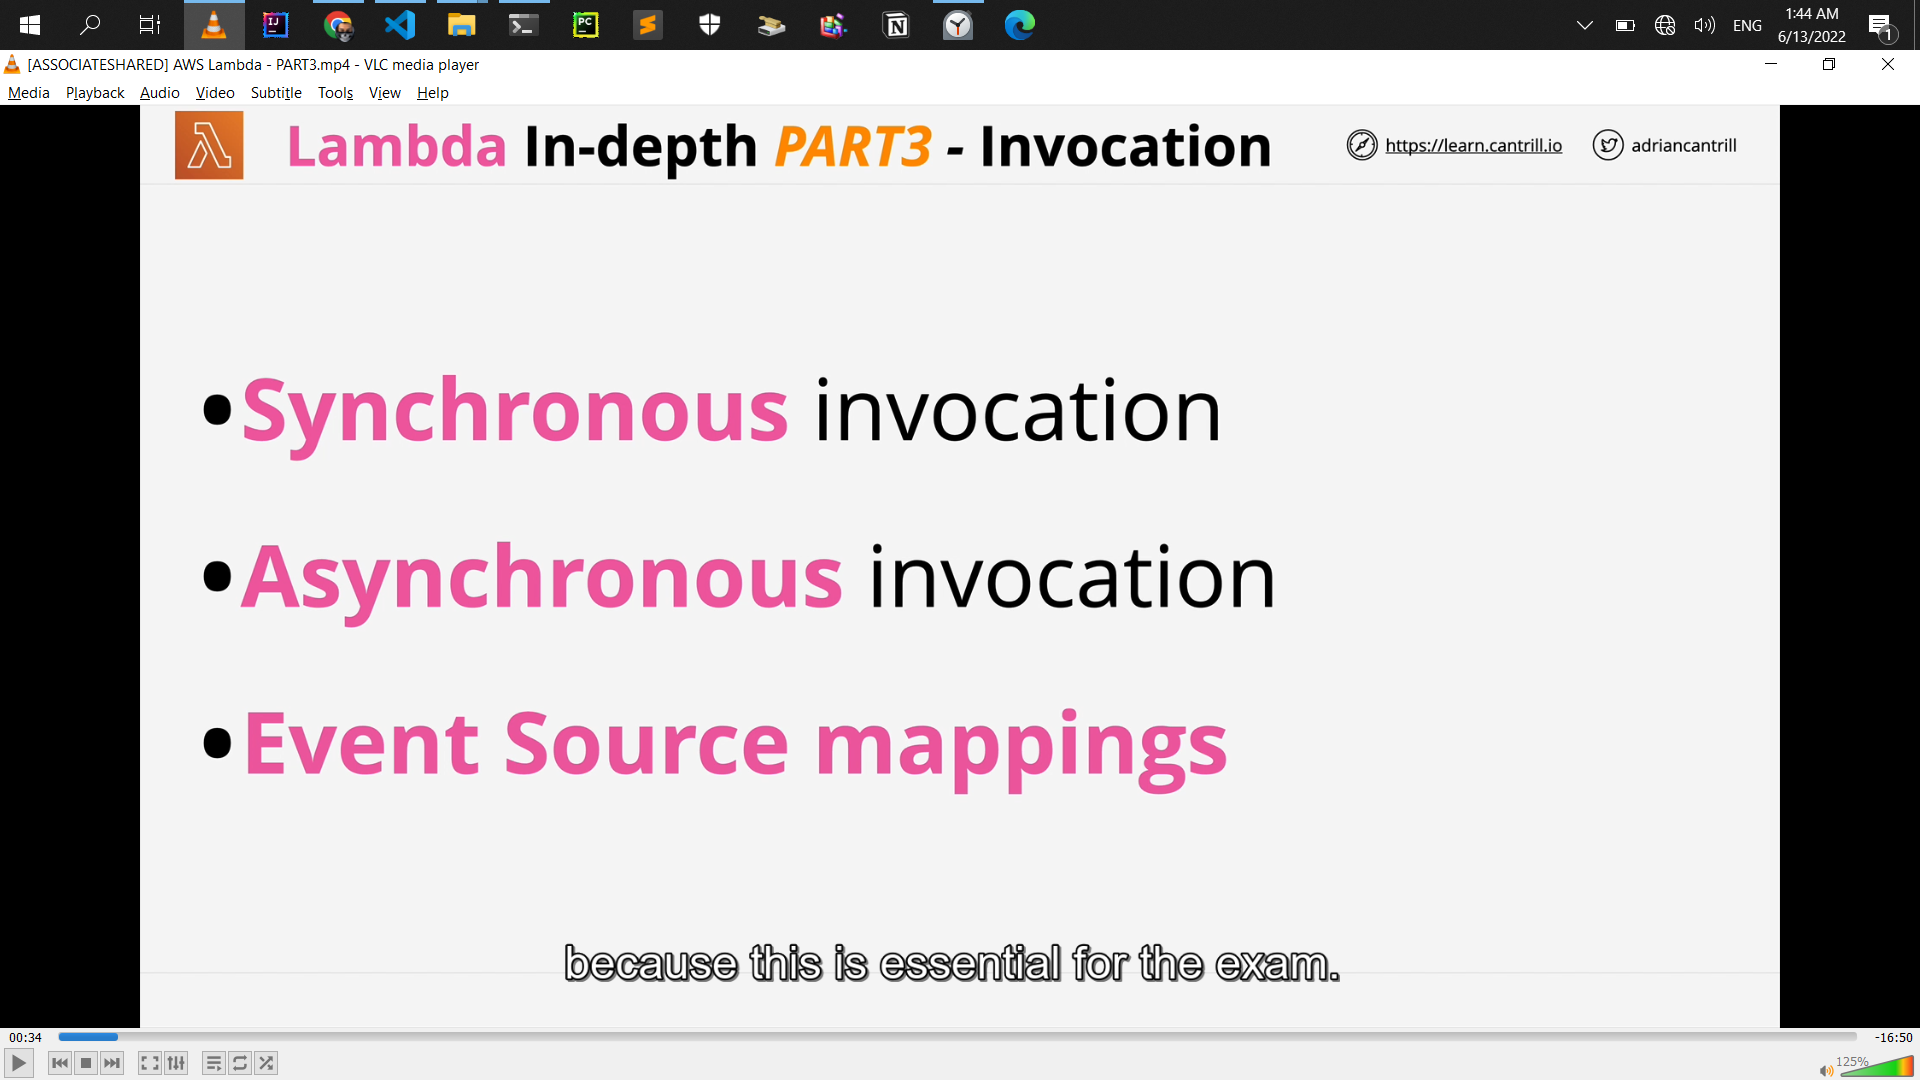 1:44 AM
ENG
6/13/2022
1
[ASSOCIATESHARED] AWS Lambda - PART3.mp4 - VLC media player
Media Playback Audio Video Subtitle Tools View Help
Lambda In-depth PART3 - Invocation
https://learn.cantrill.io
adriancantrill
•Synchronous invocation
•Asynchronous invocation
•Event Source mappings
because this is essential for the exam.
00:34
-16:50
125%